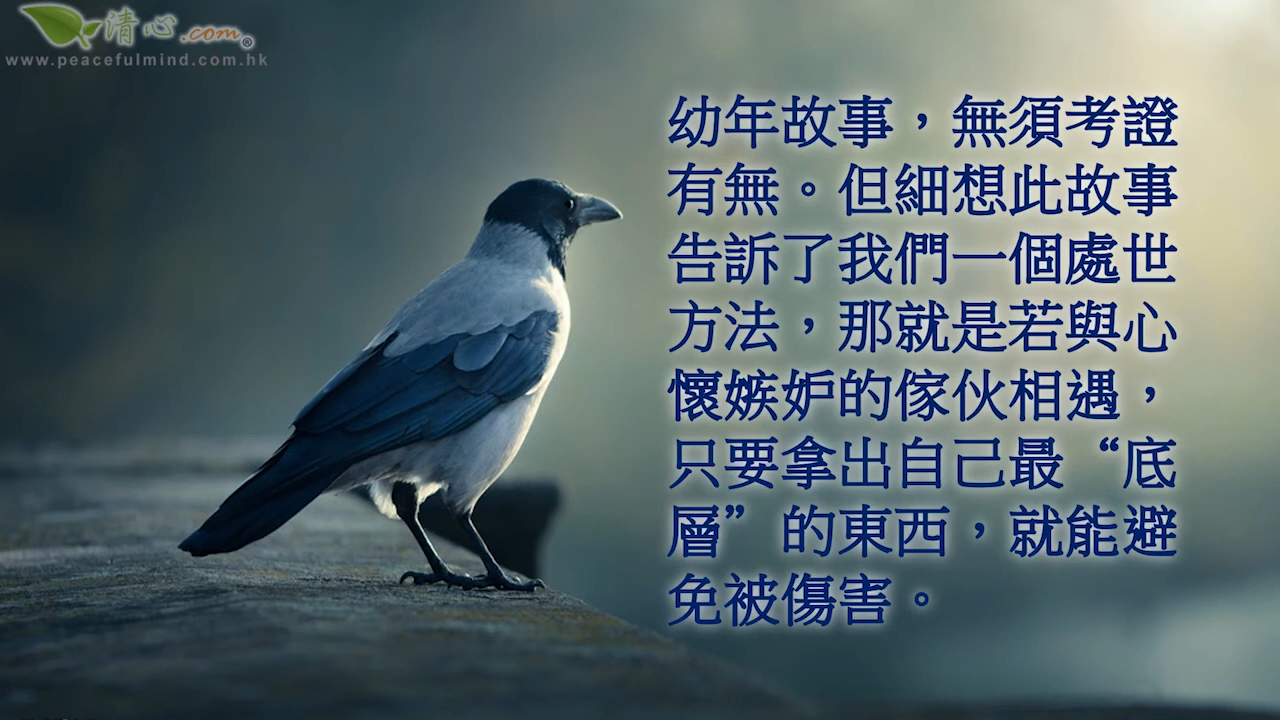 清心.com®
www.peacefulmind.com.hk
幼年故事，無須考證
有無。但細想此故事
告訴了我們一個處世
方法，那就是若與心
懷嫉妒的傢伙相遇，
只要拿出自己最“底
層”的東西，就能避
免被傷害。